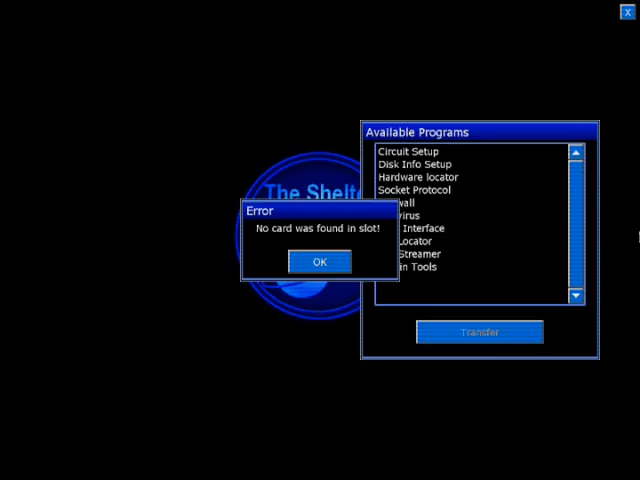 X
Available Programs
Circuit Setup
Disk Info Setup
Hardware locator
Socket Protocol
wall
virus
Interface
Locator
Streamer
in Tools
Transfer
The Shelte
Error
No card was found in slot!
OK